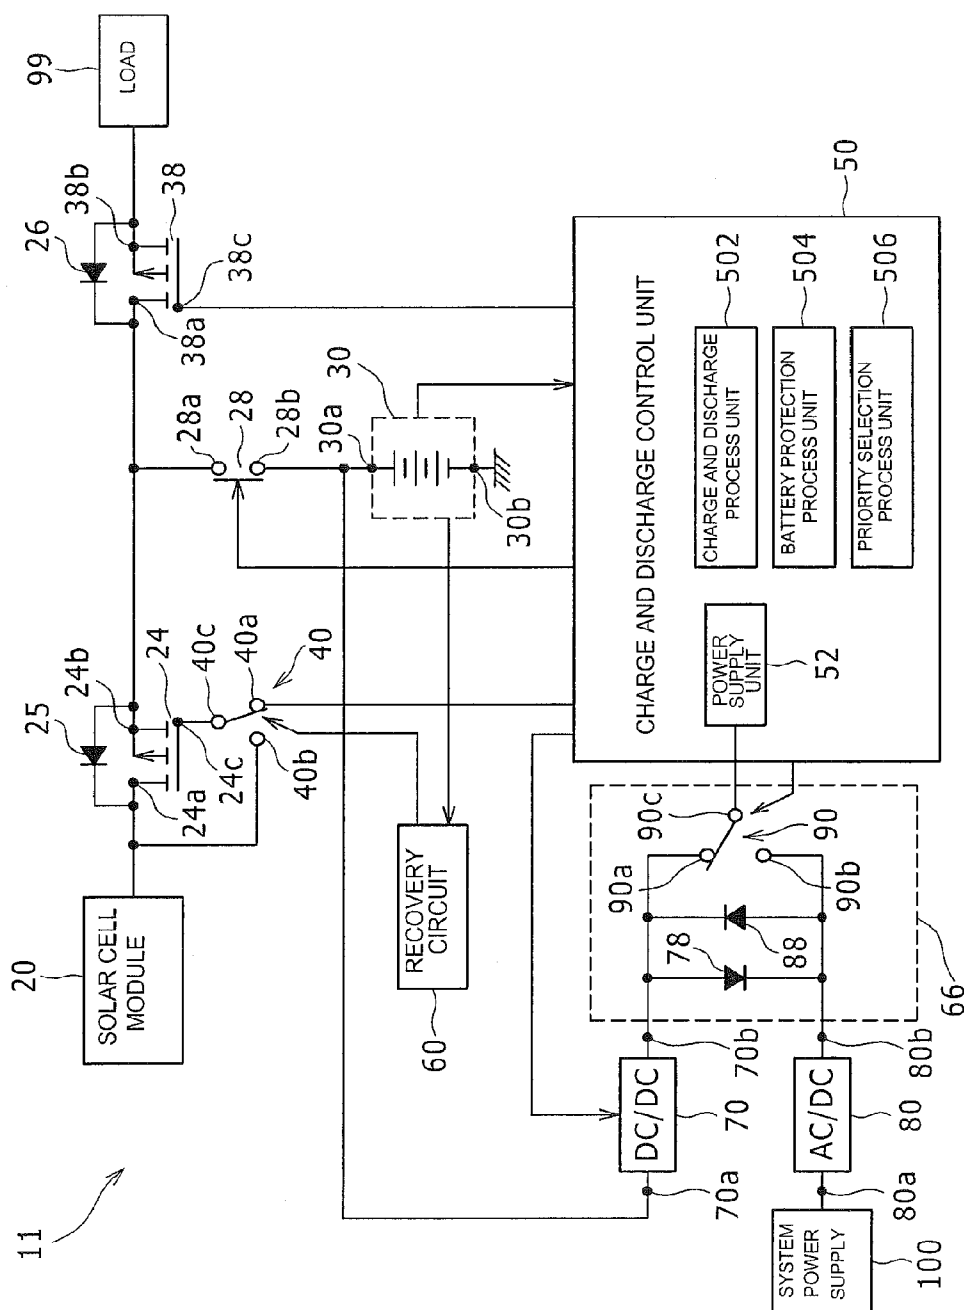 11
SOLAR CELL
MODULE
20
24a
24b
24c
24
25
40a
40b
40c
40
RECOVERY
CIRCUIT
60
28a
28
28b
30a
30
30b
26
38a
38b
38
38c
LOAD
99
CHARGE AND DISCHARGE CONTROL UNIT
50
CHARGE AND DISCHARGE
PROCESS UNIT
502
BATTERY PROTECTION
PROCESS UNIT
504
PRIORITY SELECTION
PROCESS UNIT
506
POWER
SUPPLY
UNIT
52
90a
90c
90
90b
78
88
66
70b
80b
DC/DC
70
AC/DC
80
70a
80a
SYSTEM
POWER
SUPPLY
100